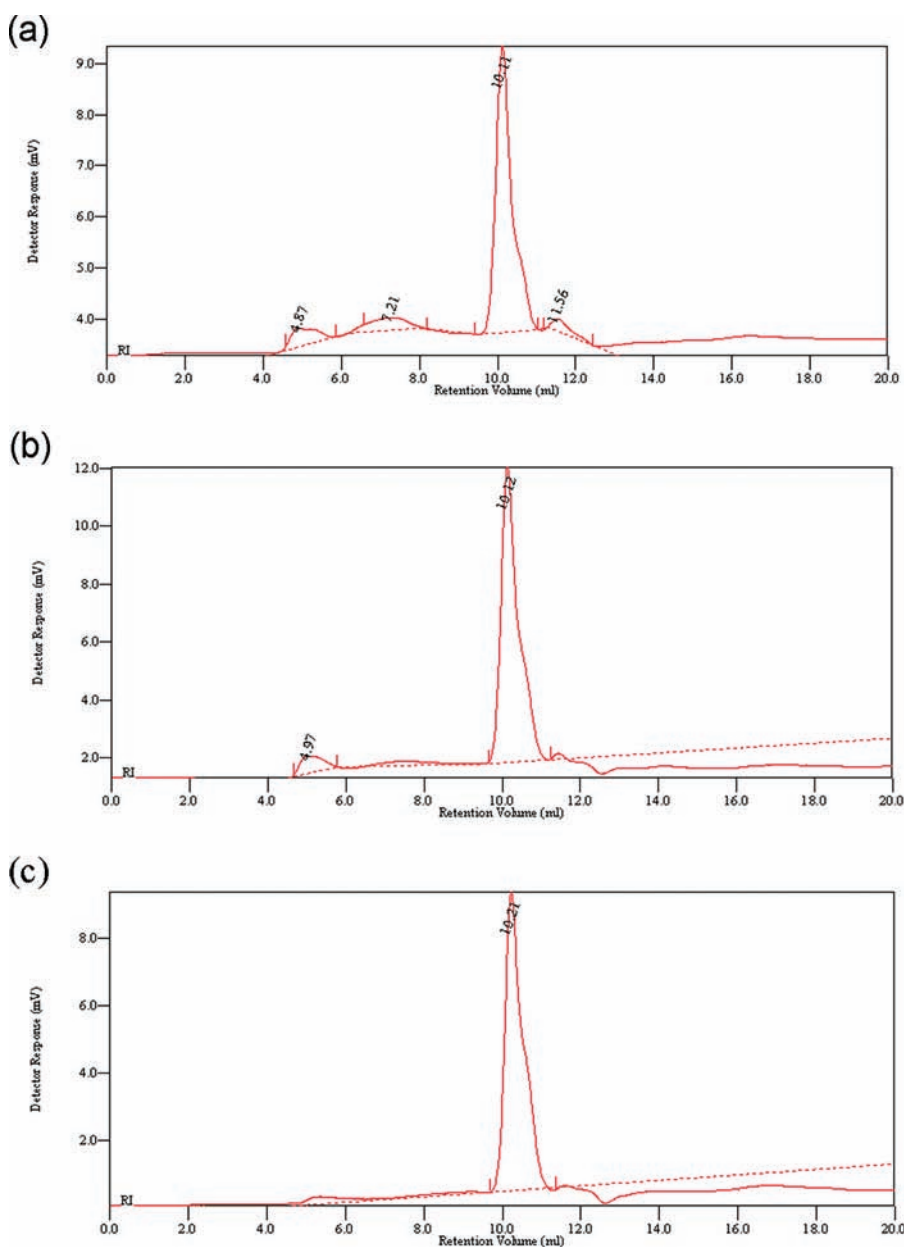 (a)
Detector Response (mV)
9.0
8.0
7.0
6.0
5.0
4.0
4.87
7.21
10.11
11.56
RI
0.0 2.0 4.0 6.0 8.0 10.0 12.0 14.0 16.0 18.0 20.0
Retention Volume (ml)
(b)
Detector Response (mV)
12.0
10.0
8.0
6.0
4.0
2.0
4.97
10.12
RI
0.0 2.0 4.0 6.0 8.0 10.0 12.0 14.0 16.0 18.0 20.0
Retention Volume (ml)
(c)
Detector Response (mV)
8.0
6.0
4.0
2.0
10.21
RI
0.0 2.0 4.0 6.0 8.0 10.0 12.0 14.0 16.0 18.0 20.0
Retention Volume (ml)